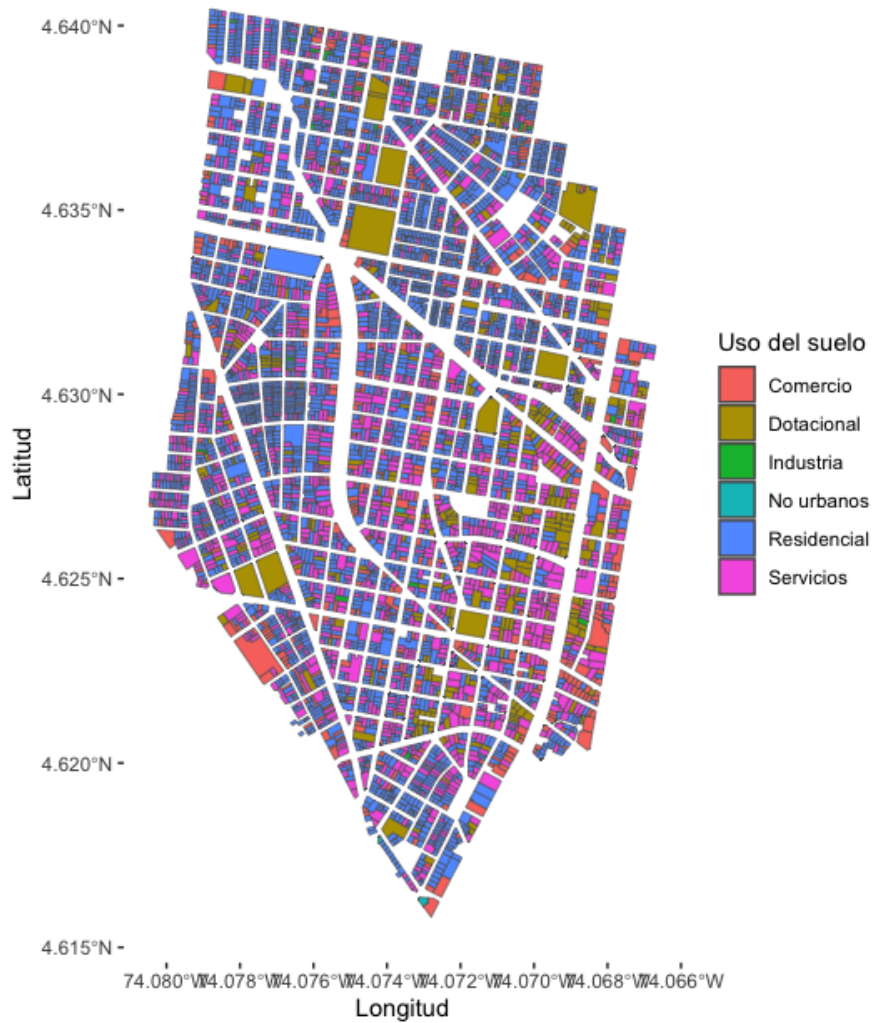 4.640°N
4.635°N
4.630°N
4.625°N
4.620°N
4.615°N
Latitud
74.080°W 74.078°W 74.076°W 74.074°W 74.072°W 74.070°W 74.068°W 74.066°W
Longitud
Uso del suelo
Comercio
Dotacional
Industria
No urbanos
Residencial
Servicios